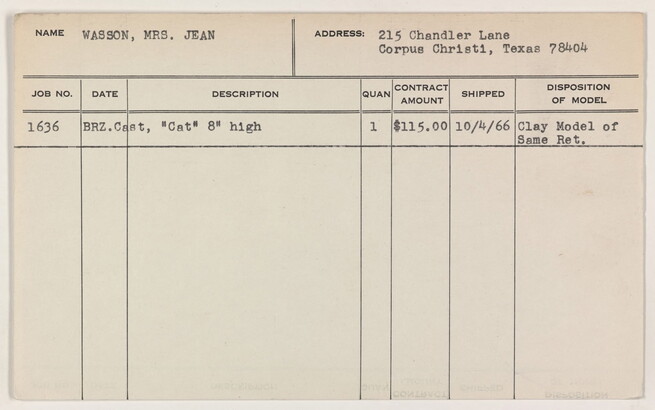 NAME WASSON, MRS. JEAN ADDRESS: 215 Chandler Lane
Corpus Christi, Texas 78404
JOB NO. DATE DESCRIPTION QUAN CONTRACT AMOUNT SHIPPED DISPOSITION OF MODEL
1636 BRZ.Cast, "Cat" 8" high 1 $115.00 10/4/66 Clay Model of
Same Ret.